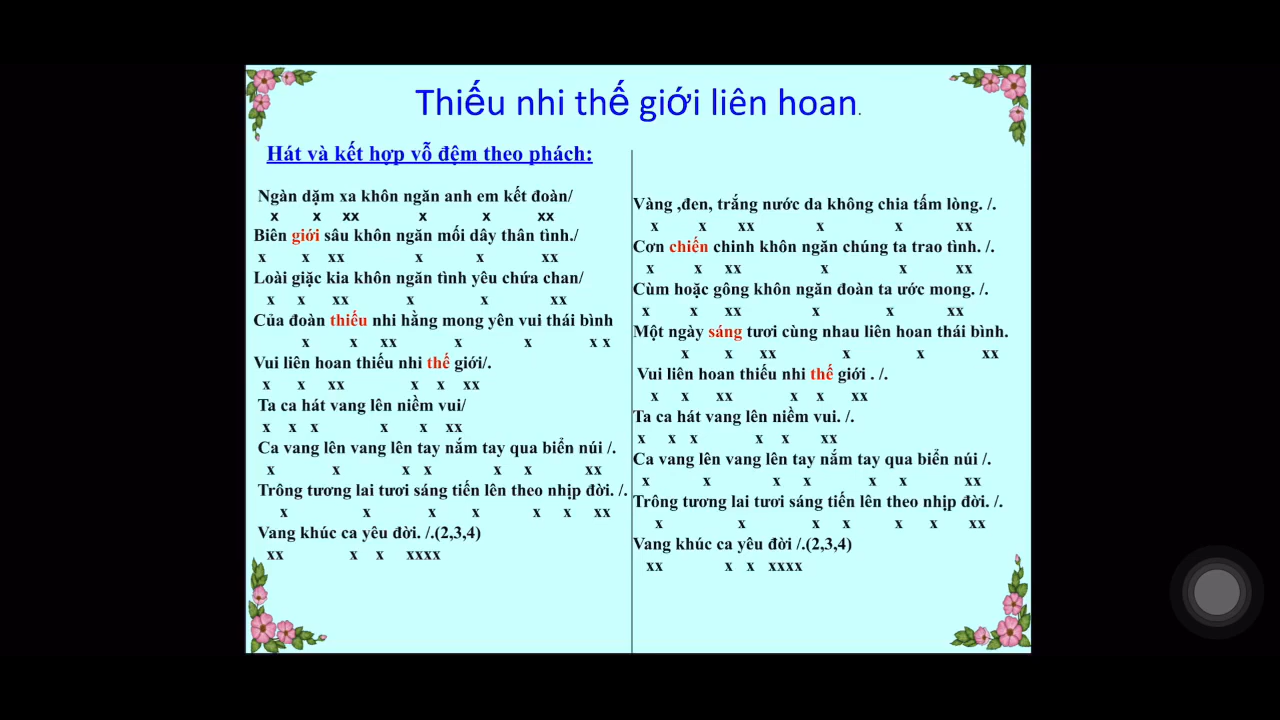 Thiếu nhi thế giới liên hoan.
Hát và kết hợp vỗ đệm theo phách:
Ngàn dặm xa khôn ngăn anh em kết đoàn/
x x xx x x xx
Biên giới sâu khôn ngăn mối dây thân tình./
x x xx x x xx
Loài giặc kia khôn ngăn tình yêu chứa chan/
x x xx x x xx
Của đoàn thiếu nhi hằng mong yên vui thái bình
x x xx x x x x
Vui liên hoan thiếu nhi thế giới/.
x x xx x x xx
Ta ca hát vang lên niềm vui/
x x x x x xx
Ca vang lên vang lên tay nắm tay qua biển núi /.
x x x x x x xx
Trông tương lai tươi sáng tiến lên theo nhịp đời. /.
x x x x x x xx
Vang khúc ca yêu đời. /.(2,3,4)
xx x x xxxx
Vàng ,đen, trắng nước da không chia tấm lòng. /.
x x xx x x xx
Cơn chiến chinh khôn ngăn chúng ta trao tình. /.
x x xx x x xx
Cùm hoặc gông khôn ngăn đoàn ta ước mong. /.
x x xx x x xx
Một ngày sáng tươi cùng nhau liên hoan thái bình.
x x xx x x xx
Vui liên hoan thiếu nhi thế giới . /.
x x xx x x xx
Ta ca hát vang lên niềm vui. /.
x x x x x xx
Ca vang lên vang lên tay nắm tay qua biển núi /.
x x x x x x xx
Trông tương lai tươi sáng tiến lên theo nhịp đời. /.
x x x x x x xx
Vang khúc ca yêu đời /.(2,3,4)
xx x x xxxx